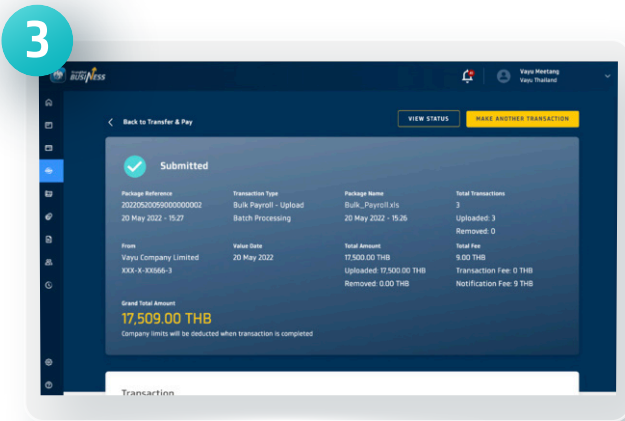 3
BUSINESS
Vayu Meetang
Vayu Thailand
Back to Transfer & Pay
VIEW STATUS
MAKE ANOTHER TRANSACTION
Submitted
Package Reference
2022052005900000002
20 May 2022 - 15:27
Transaction Type
Bulk Payroll - Upload
Batch Processing
Package Name
Bulk_Payroll.xls
20 May 2022 - 15:26
Total Transactions
3
Uploaded: 3
Removed: 0
From
Vayu Company Limited
XXX-X-XX666-3
Value Date
20 May 2022
Total Amount
17,500.00 THB
Uploaded: 17,500.00 THB
Removed: 0.00 THB
Total Fee
9.00 THB
Transaction Fee: 0 THB
Notification Fee: 9 THB
Grand Total Amount
17,509.00 THB
Company limits will be deducted when transaction is completed
Transaction